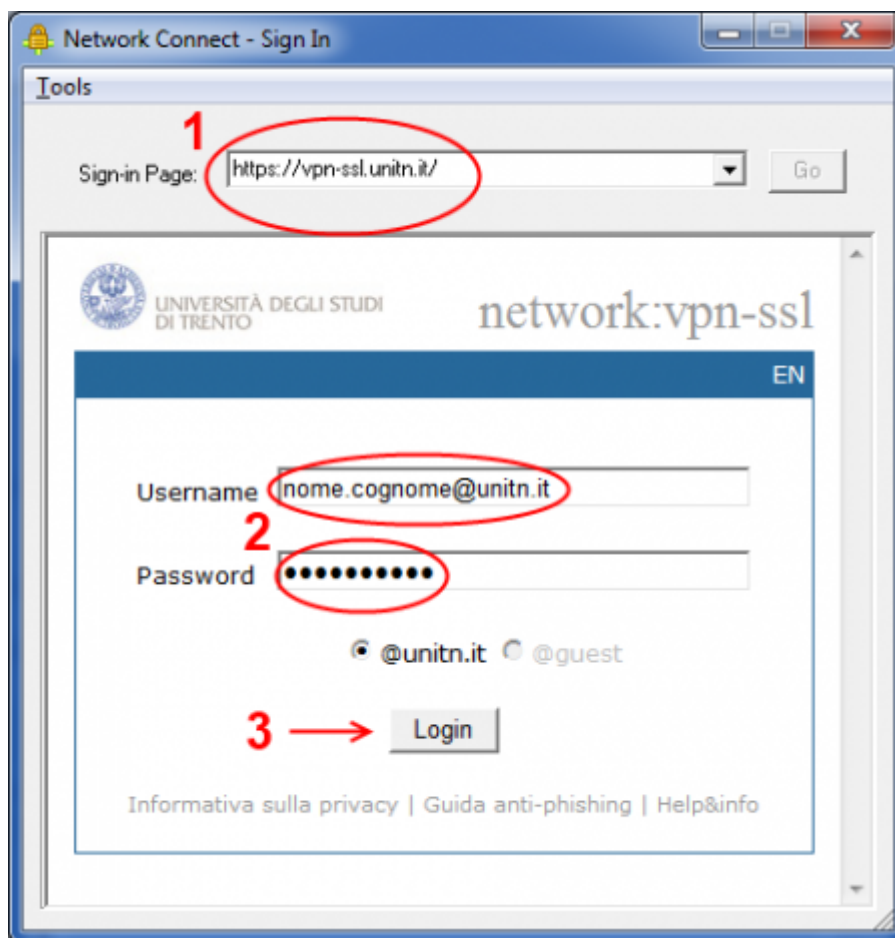 Network Connect - Sign In
Tools
1
Sign-in Page: https://vpn-ssl.unitn.it/ Go
UNIVERSITÀ DEGLI STUDI
DI TRENTO
network:vpn-ssl
EN
Username nome.cognome@unitn.it
2
Password ●●●●●●●●●●
@unitn.it @guest
3 Login
Informativa sulla privacy | Guida anti-phishing | Help&info